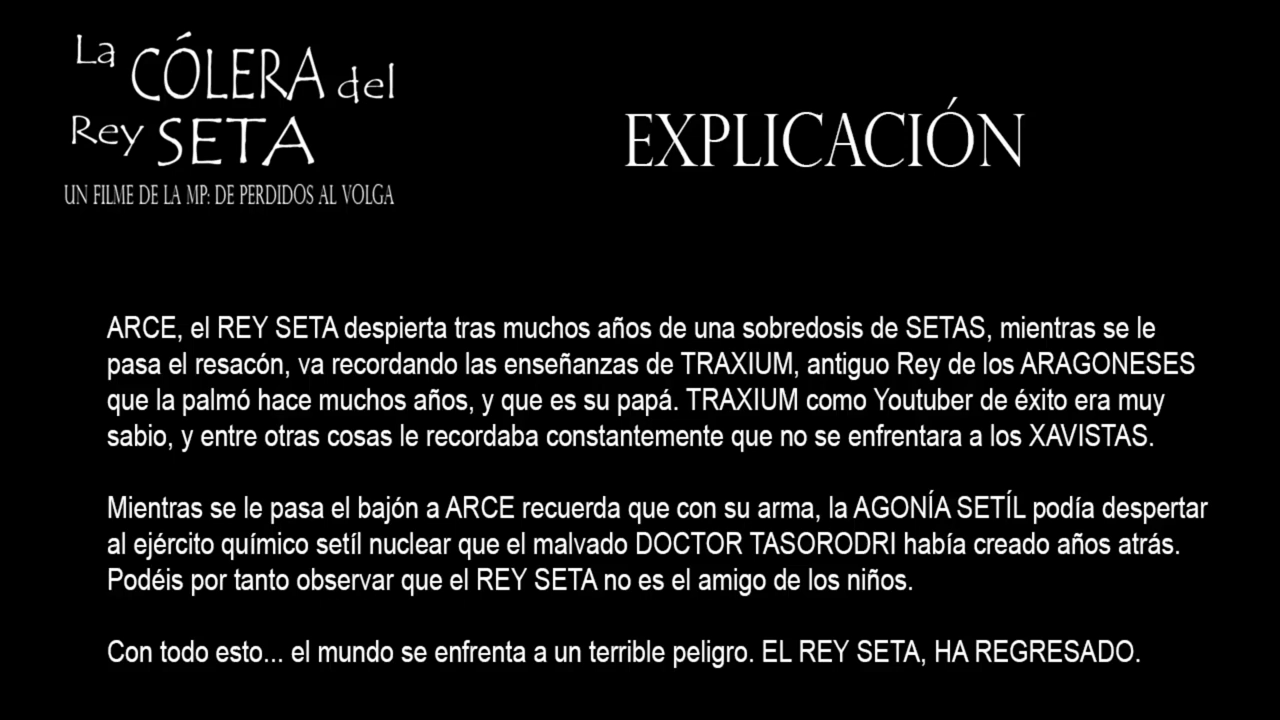 La CÓLERA del
Rey SETA
UN FILME DE LA MP: DE PERDIDOS AL VOLGA
EXPLICACIÓN
ARCE, el REY SETA despierta tras muchos años de una sobredosis de SETAS, mientras se le
pasa el resacón, va recordando las enseñanzas de TRAXIUM, antiguo Rey de los ARAGONESES
que la palmó hace muchos años, y que es su papá. TRAXIUM como Youtuber de éxito era muy
sabio, y entre otras cosas le recordaba constantemente que no se enfrentara a los XAVISTAS.
Mientras se le pasa el bajón a ARCE recuerda que con su arma, la AGONÍA SETÍL podía despertar
al ejército químico setíl nuclear que el malvado DOCTOR TASORODRI había creado años atrás.
Podéis por tanto observar que el REY SETA no es el amigo de los niños.
Con todo esto... el mundo se enfrenta a un terrible peligro. EL REY SETA, HA REGRESADO.